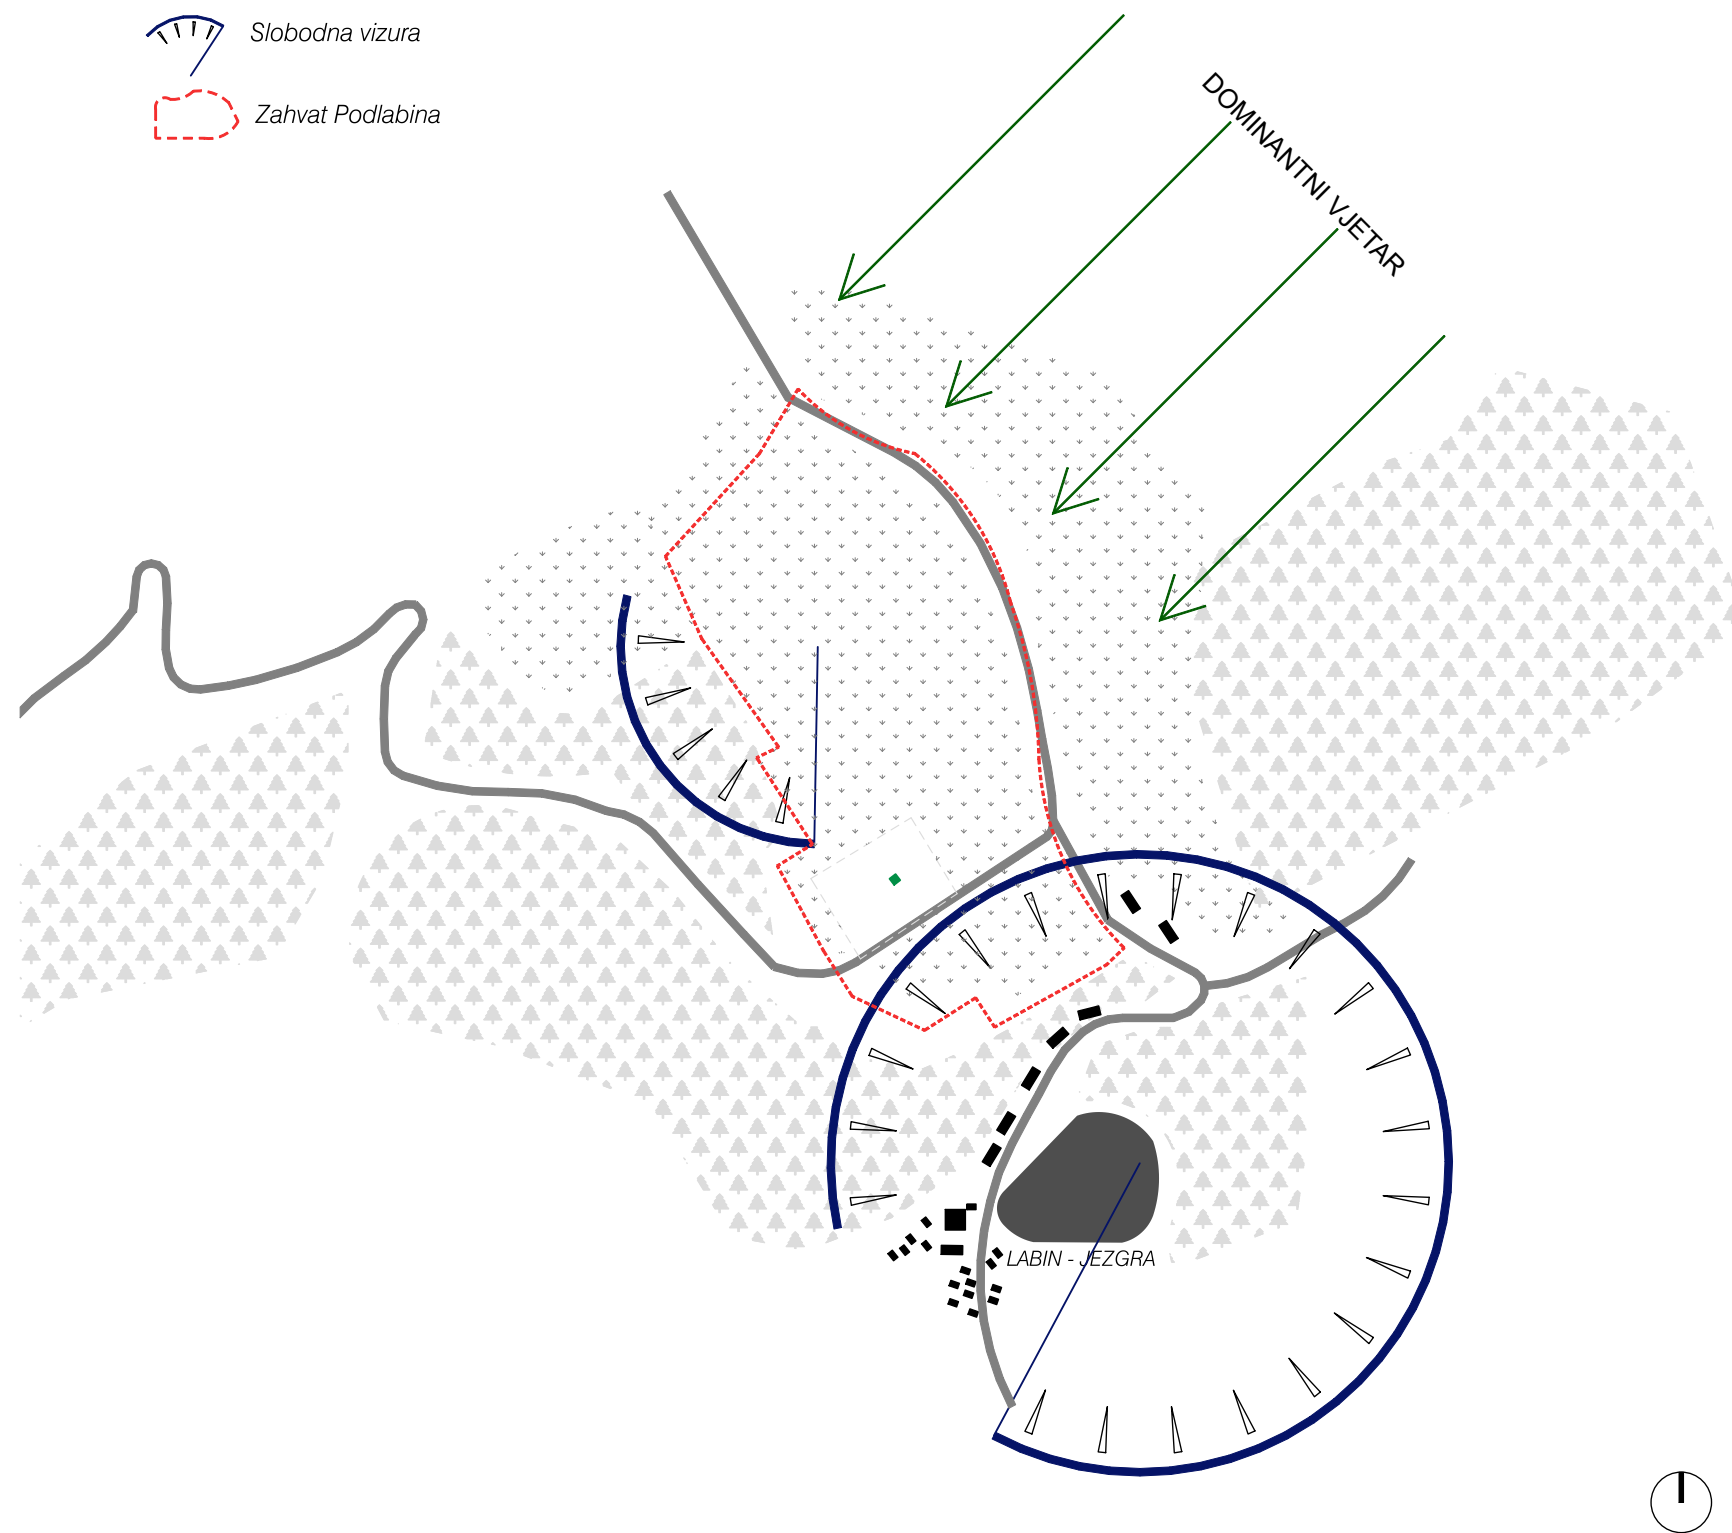 Slobodna vizura
Zahvat Podlabina
DOMINANTNI VJETAR
LABIN - JEZGRA